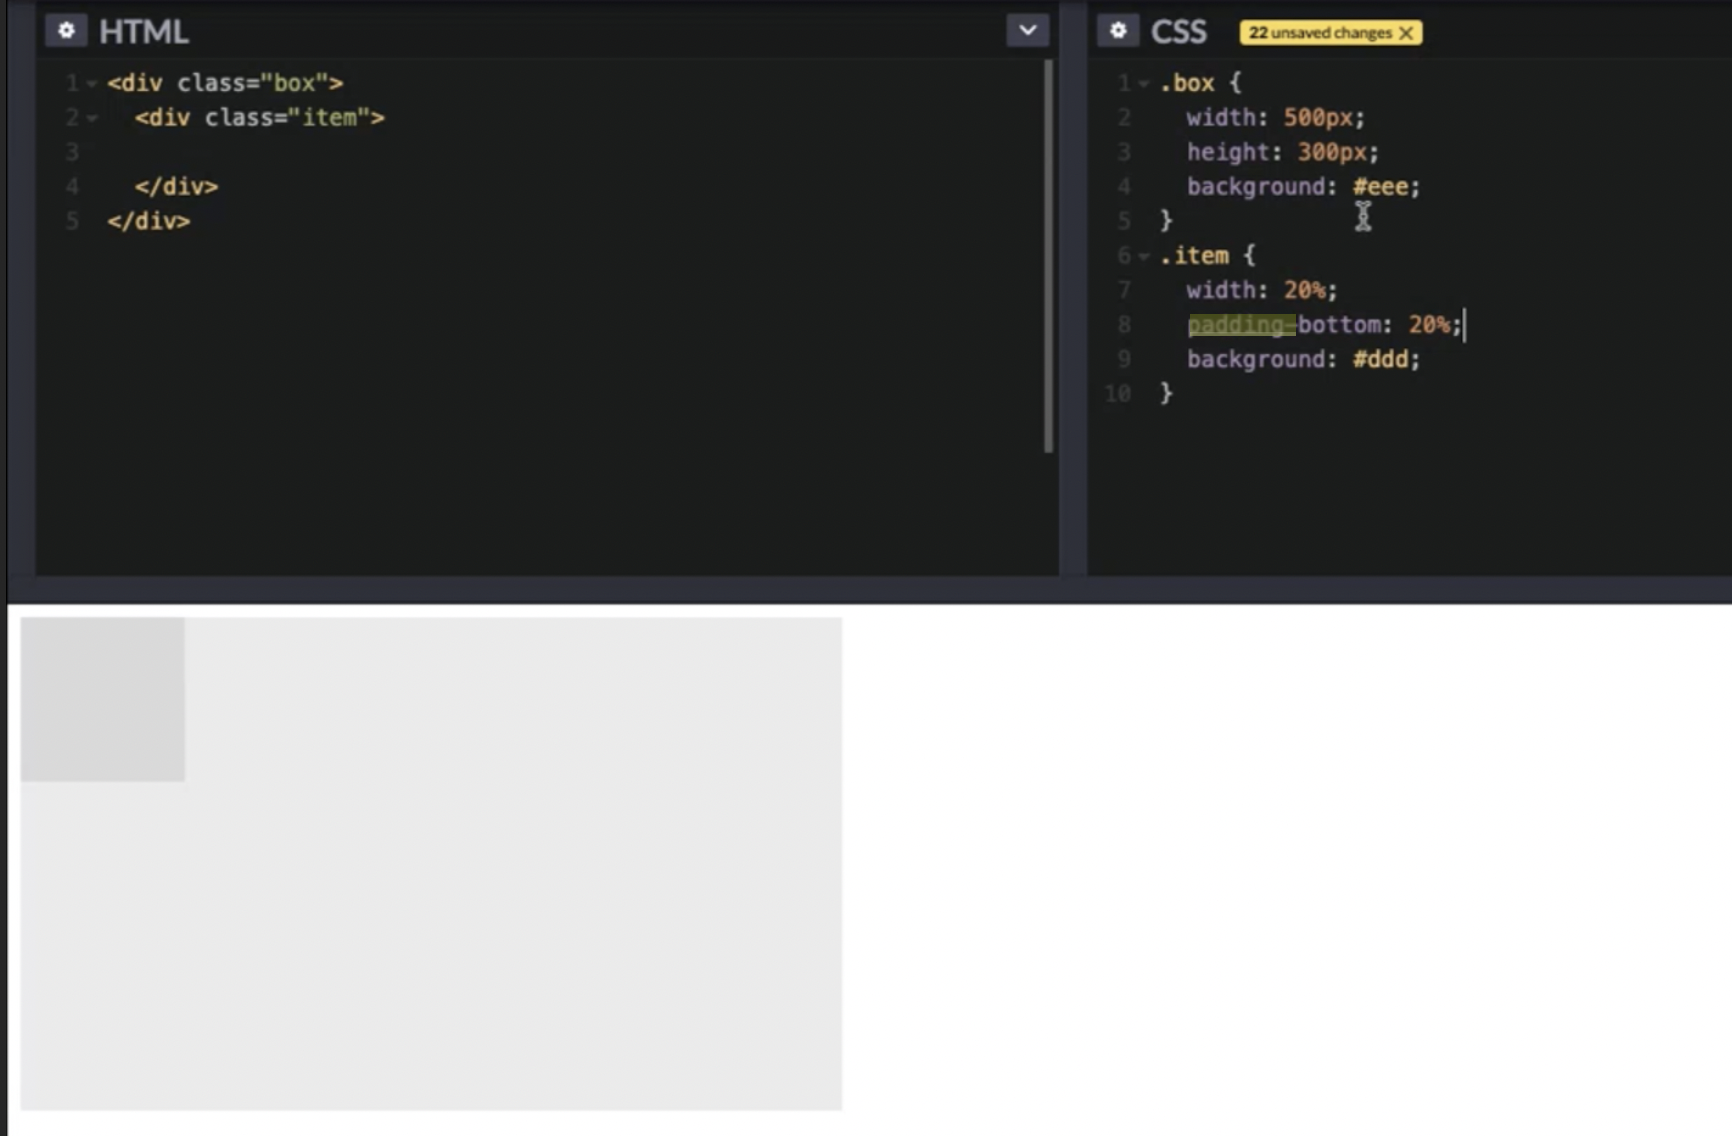 HTML
1 <div class="box">
2 <div class="item">
3
4 </div>
5 </div>
CSS 22 unsaved changes
1 .box {
2 width: 500px;
3 height: 300px;
4 background: #eee;
5 }
6 .item {
7 width: 20%;
8 padding-bottom: 20%;
9 background: #ddd;
10 }